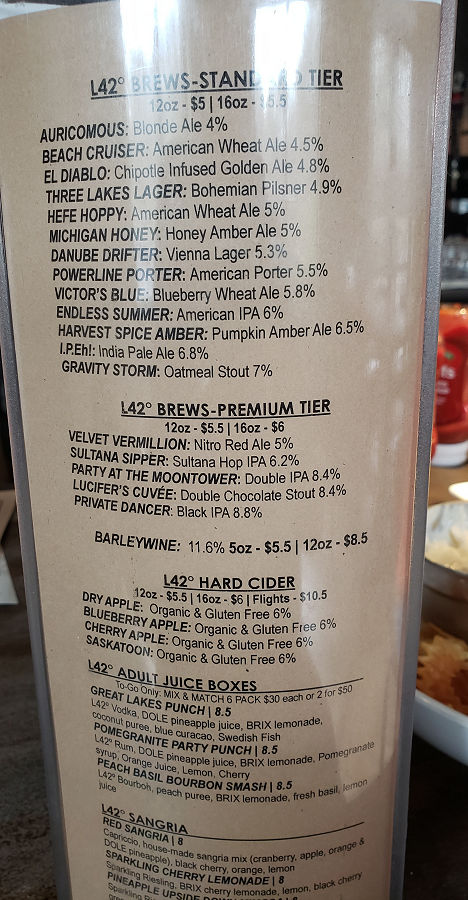 L42° BREWS-STANDARD TIER
12oz - $5 | 16oz - $5.5
AURICOMOUS: Blonde Ale 4%
BEACH CRUISER: American Wheat Ale 4.5%
EL DIABLO: Chipotle Infused Golden Ale 4.8%
THREE LAKES LAGER: Bohemian Pilsner 4.9%
HEFE HOPPY: American Wheat Ale 5%
MICHIGAN HONEY: Honey Amber Ale 5%
DANUBE DRIFTER: Vienna Lager 5.3%
POWERLINE PORTER: American Porter 5.5%
VICTOR'S BLUE: Blueberry Wheat Ale 5.8%
ENDLESS SUMMER: American IPA 6%
HARVEST SPICE AMBER: Pumpkin Amber Ale 6.5%
I.P.Eh!: India Pale Ale 6.8%
GRAVITY STORM: Oatmeal Stout 7%
L42° BREWS-PREMIUM TIER
12oz - $5.5 | 16oz - $6
VELVET VERMILLION: Nitro Red Ale 5%
SULTANA SIPPER: Sultana Hop IPA 6.2%
PARTY AT THE MOONTOWER: Double IPA 8.4%
LUCIFER'S CUVÉE: Double Chocolate Stout 8.4%
PRIVATE DANCER: Black IPA 8.8%
BARLEYWINE: 11.6% 5oz - $5.5 | 12oz - $8.5
L42° HARD CIDER
12oz - $5.5 | 16oz - $6 | Flights - $10.5
DRY APPLE: Organic & Gluten Free 6%
BLUEBERRY APPLE: Organic & Gluten Free 6%
CHERRY APPLE: Organic & Gluten Free 6%
SASKATOON: Organic & Gluten Free 6%
L42° ADULT JUICE BOXES
To-Go Only: MIX & MATCH 6 PACK $30 each or 2 for $50
GREAT LAKES PUNCH | 8.5
L42° Vodka, DOLE pineapple juice, BRIX lemonade,
coconut puree, blue curacao, Swedish Fish
POMEGRANITE PARTY PUNCH | 8.5
L42° Rum, DOLE pineapple juice, BRIX lemonade, Pomegranate
syrup, Orange Juice, Lemon, Cherry
PEACH BASIL BOURBON SMASH | 8.5
L42° Bourbon, peach puree, BRIX lemonade, fresh basil, lemon
juice
L42° SANGRIA
RED SANGRIA | 8
Capriccio, house-made sangria mix (cranberry, apple, orange &
DOLE pineapple), black cherry, orange, lemon
SPARKLING CHERRY LEMONADE | 8
Sparkling Riesling, BRIX cherry lemonade, lemon, black cherry
PINEAPPLE UPSIDE DOWN
Sparkling